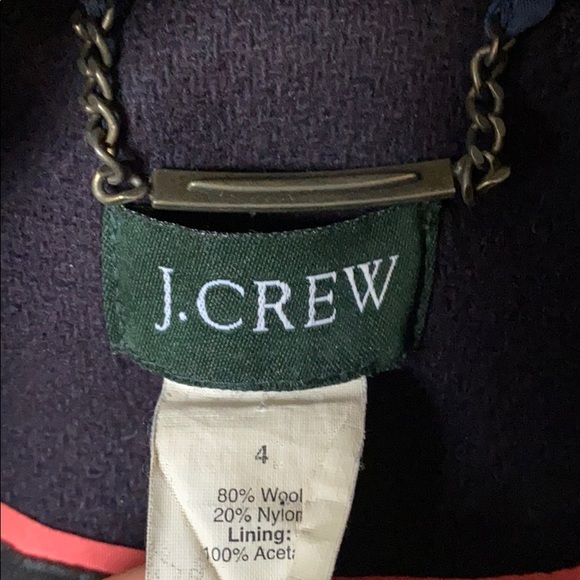 J.CREW
4
80% Wool
20% Nylon
Lining:
100% Aceta